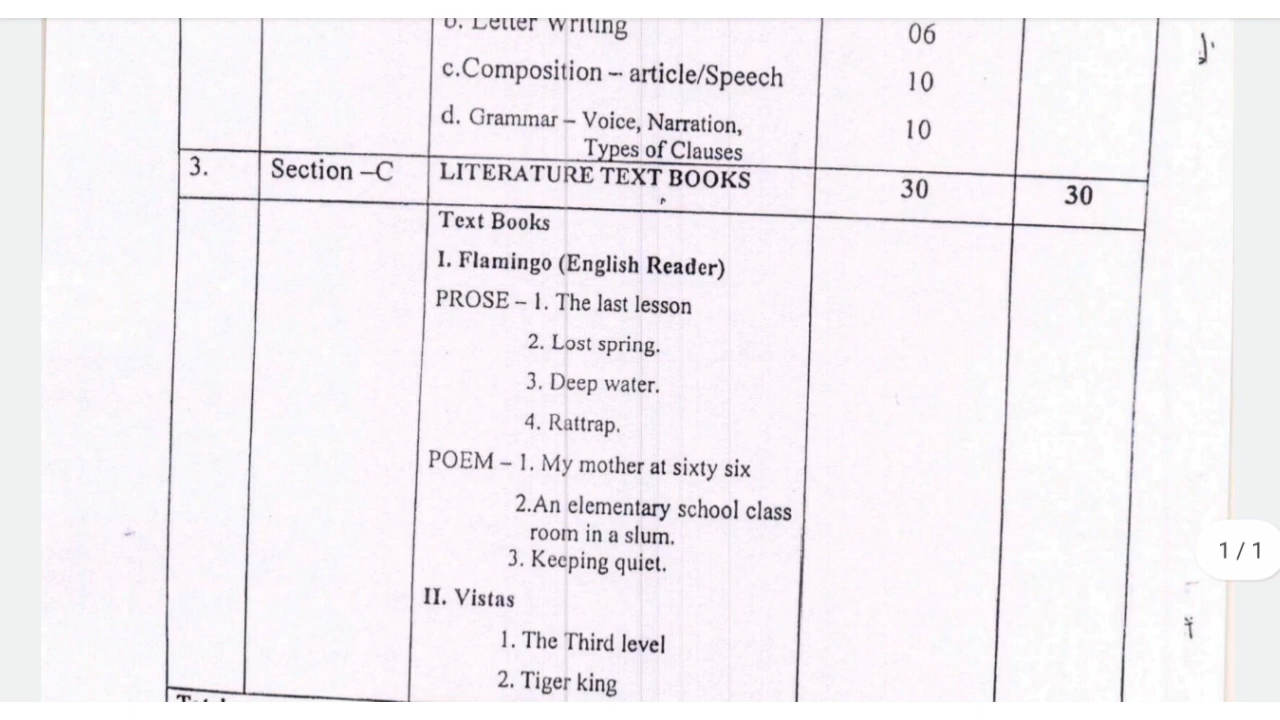 b. Letter Writing 06
c.Composition – article/Speech 10
d. Grammar – Voice, Narration, 10
Types of Clauses
3. Section –C LITERATURE TEXT BOOKS 30 30
Text Books
I. Flamingo (English Reader)
PROSE – 1. The last lesson
2. Lost spring.
3. Deep water.
4. Rattrap.
POEM – 1. My mother at sixty six
2.An elementary school class
room in a slum.
3. Keeping quiet.
1 / 1
II. Vistas
1. The Third level
2. Tiger king